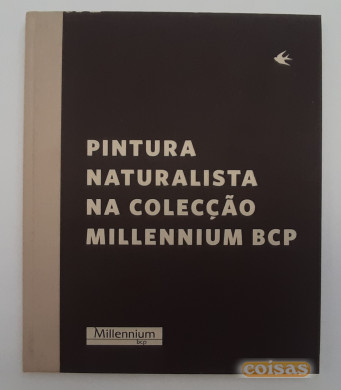 PINTURA
NATURALISTA
NA COLECÇÃO
MILLENNIUM BCP
Millennium
bcp
coisas